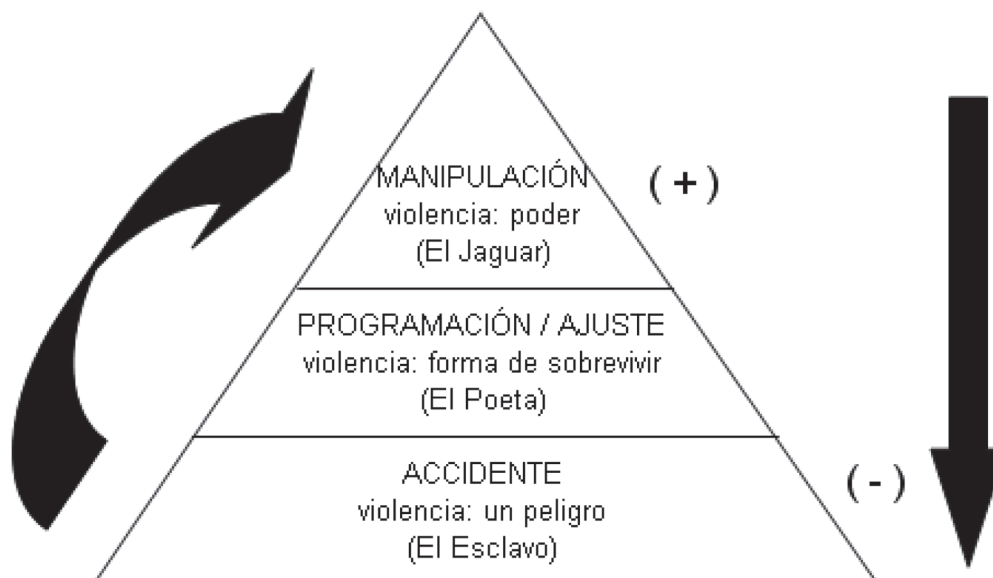 MANIPULACIÓN
violencia: poder
(El Jaguar)
(+)
PROGRAMACIÓN / AJUSTE
violencia: forma de sobrevivir
(El Poeta)
ACCIDENTE
violencia: un peligro
(El Esclavo)
(-)